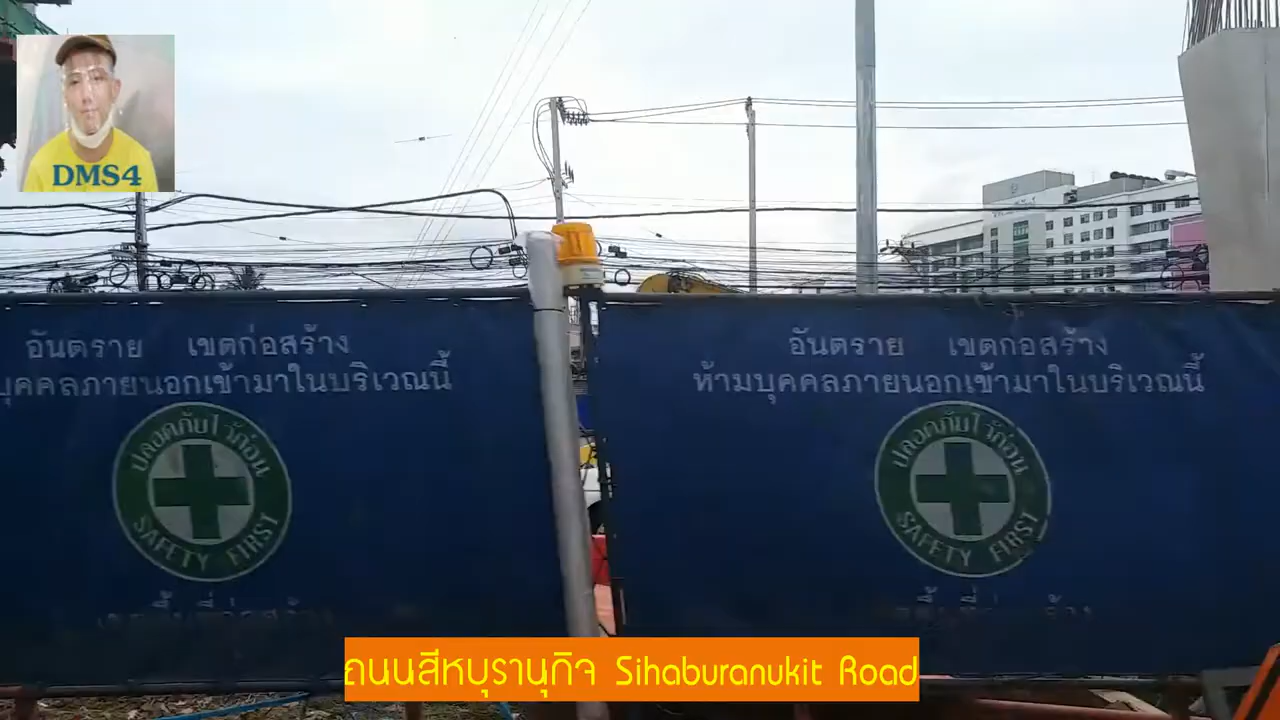 DMS4
อันตราย เขตก่อสร้าง
บุคคลภายนอกเข้ามาในบริเวณนี้
ปลอดภัยไว้ก่อน
SAFETY FIRST
อันตราย เขตก่อสร้าง
ห้ามบุคคลภายนอกเข้ามาในบริเวณนี้
ปลอดภัยไว้ก่อน
SAFETY FIRST
ถนนสีหบุรานุกิจ Sihaburanukit Road